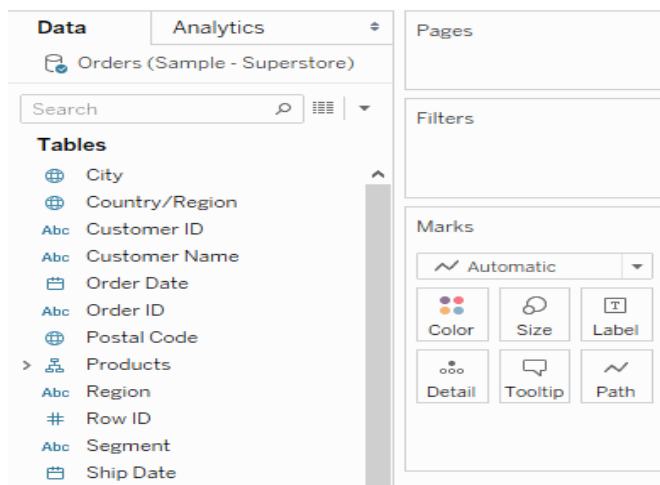 Data Analytics
Orders (Sample - Superstore)
Search
Tables
City
Country/Region
Abc Customer ID
Abc Customer Name
Order Date
Abc Order ID
Postal Code
Products
Abc Region
# Row ID
Abc Segment
Ship Date
Pages
Filters
Marks
Automatic
Color Size T Label
Detail Tooltip Path